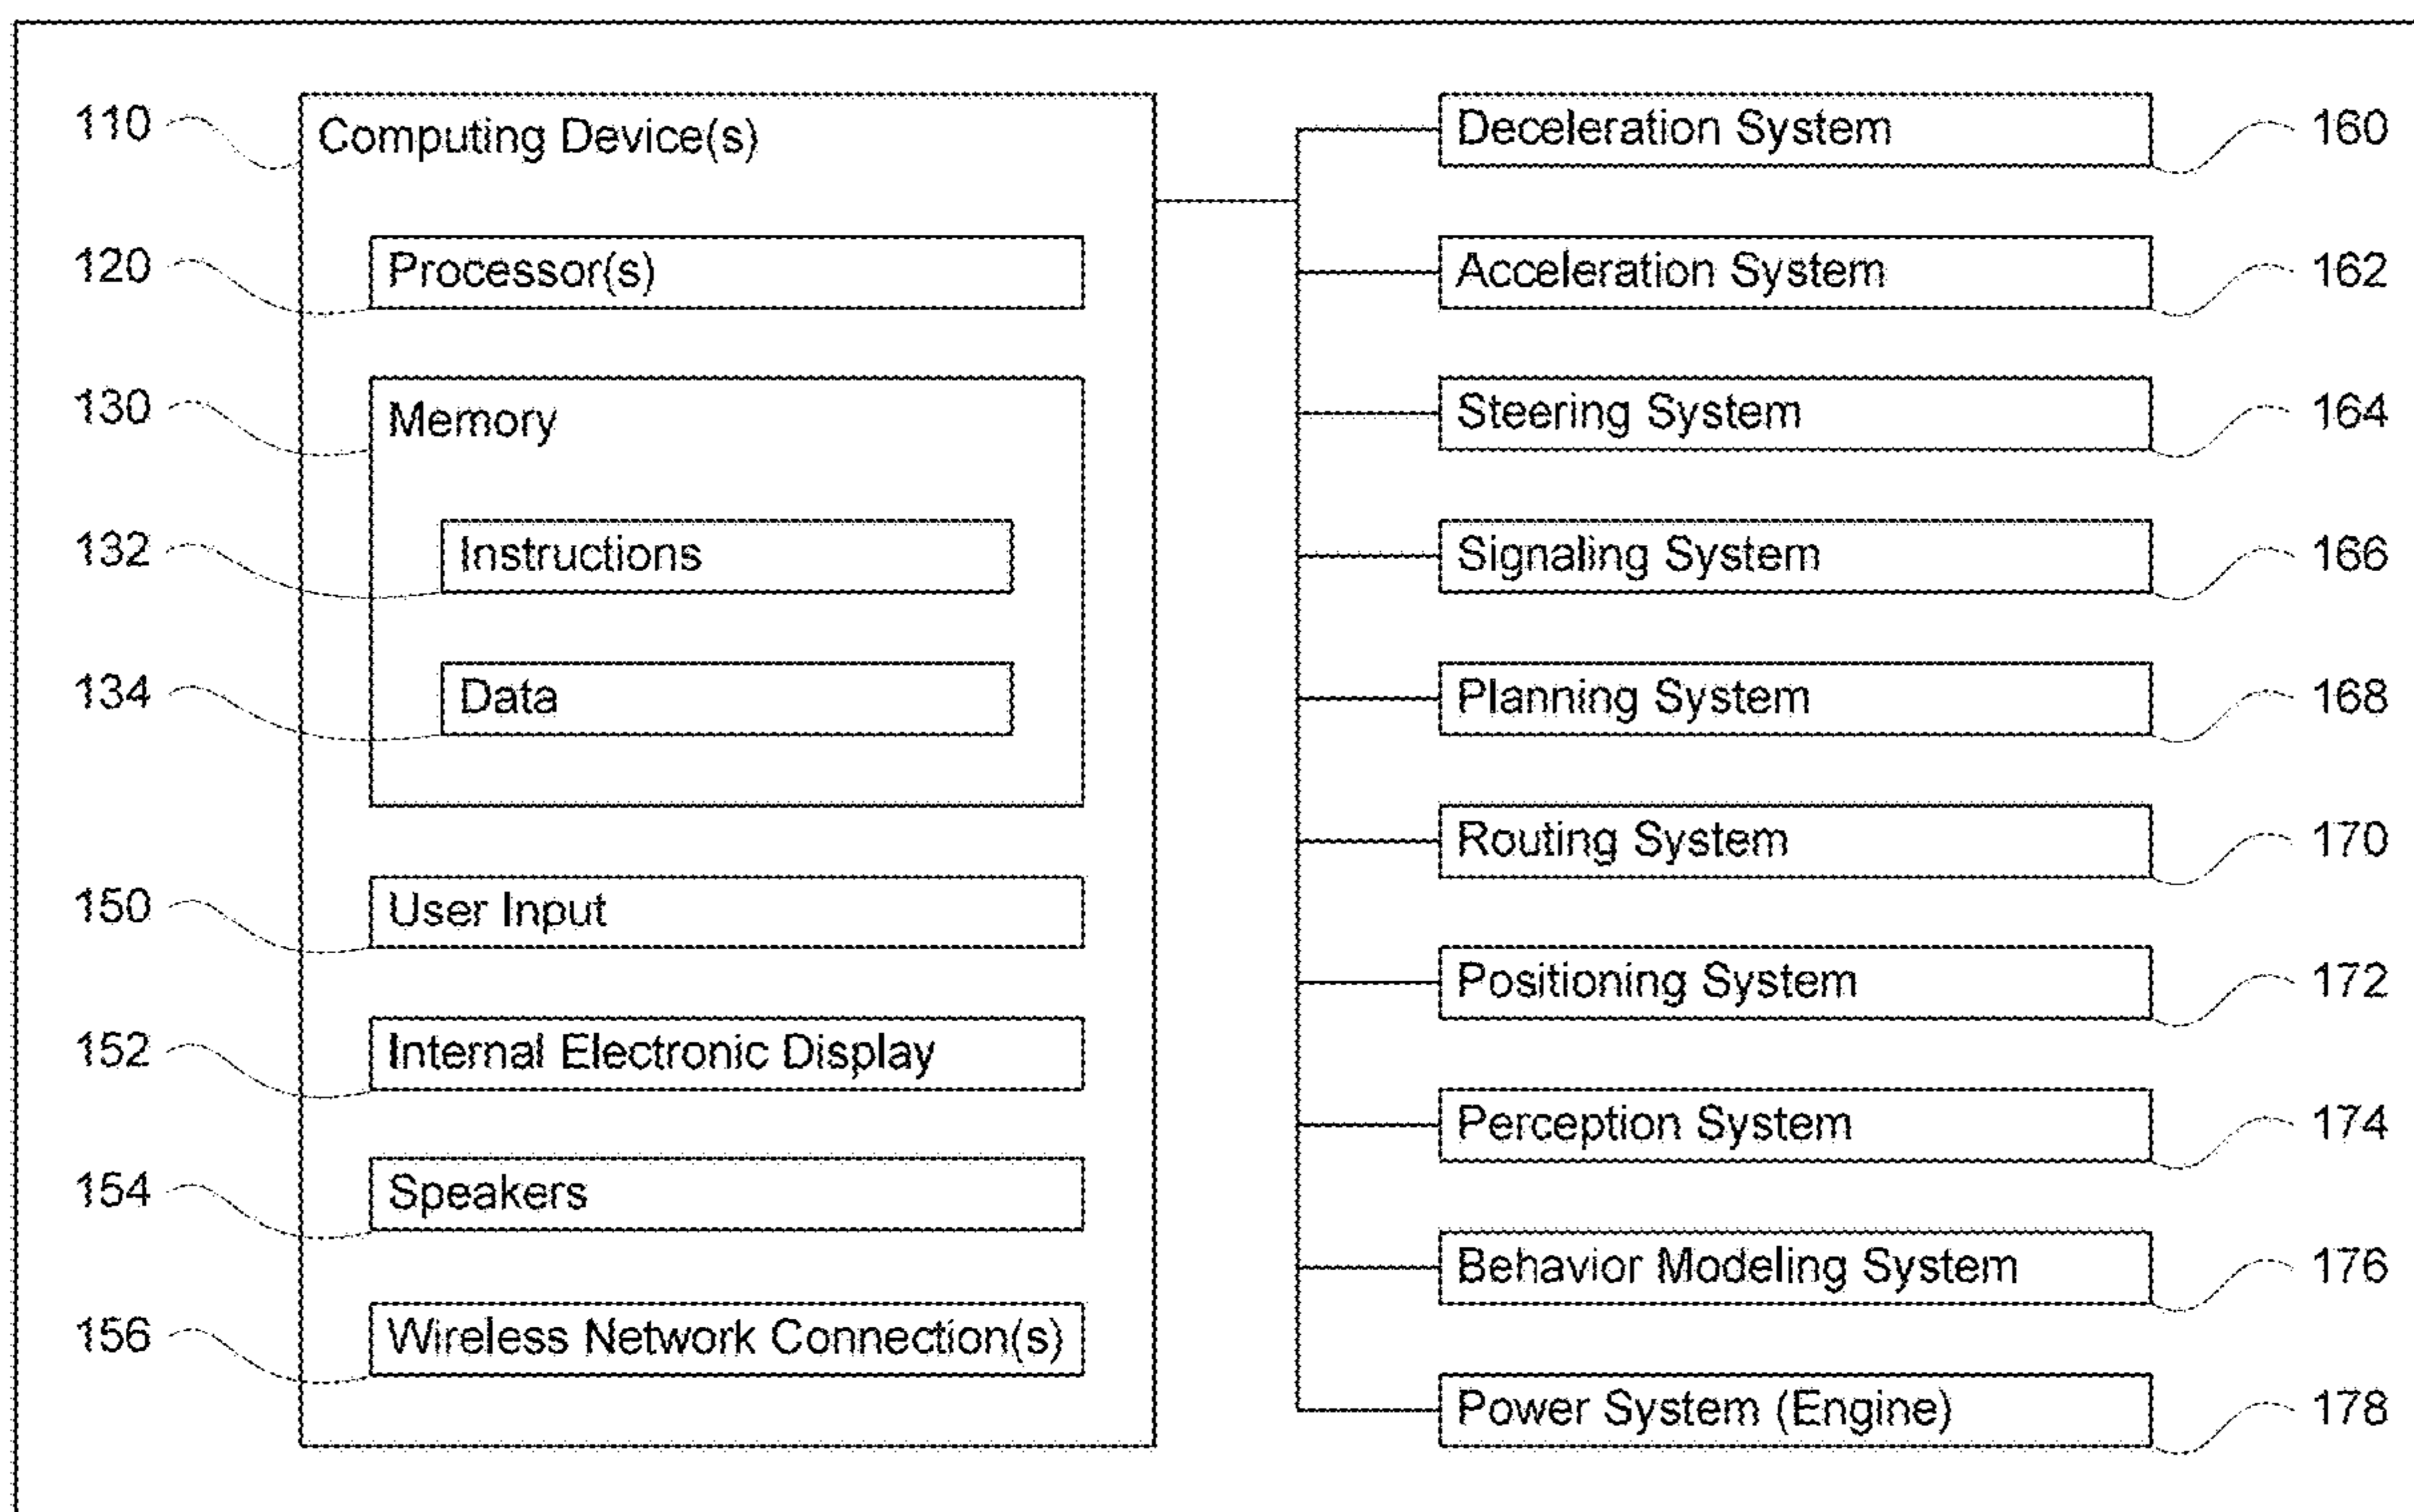 110 Computing Device(s)
120 Processor(s)
130 Memory
132 Instructions
134 Data
150 User Input
152 Internal Electronic Display
154 Speakers
156 Wireless Network Connection(s)
Deceleration System 160
Acceleration System 162
Steering System 164
Signaling System 166
Planning System 168
Routing System 170
Positioning System 172
Perception System 174
Behavior Modeling System 176
Power System (Engine) 178